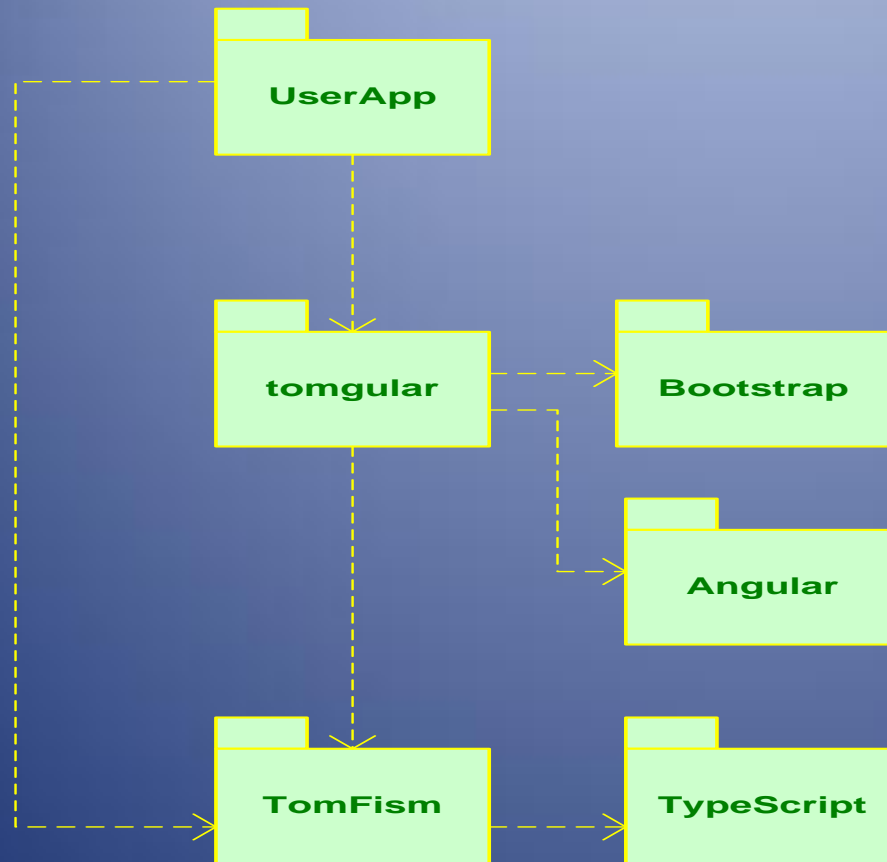 UserApp
tomgular
Bootstrap
Angular
TomFism
TypeScript